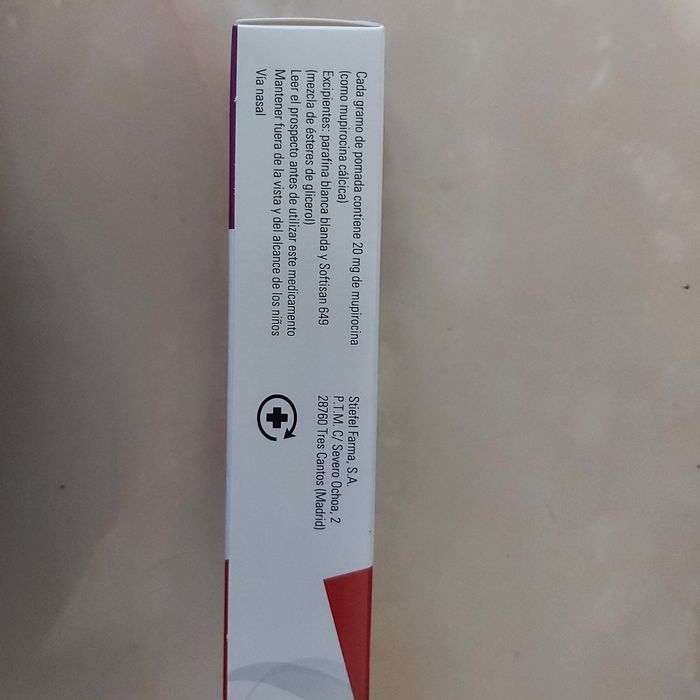 Cada gramo de pomada contiene 20 mg de mupirocina
(como mupirocina cálcica)
Excipientes: parafina blanca blanda y Softisan 649
(mezcla de ésteres de glicerol)
Leer el prospecto antes de utilizar este medicamento
Mantener fuera de la vista y del alcance de los niños
Vía nasal
Stiefel Farma, S.A.
P.T.M. C/ Severo Ochoa, 2
28760 Tres Cantos (Madrid)